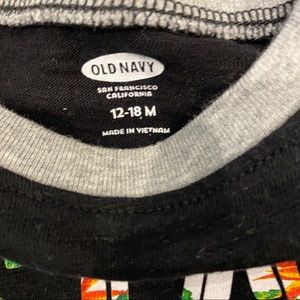 OLD NAVY
SAN FRANCISCO
CALIFORNIA
12-18 M
MADE IN VIETNAM